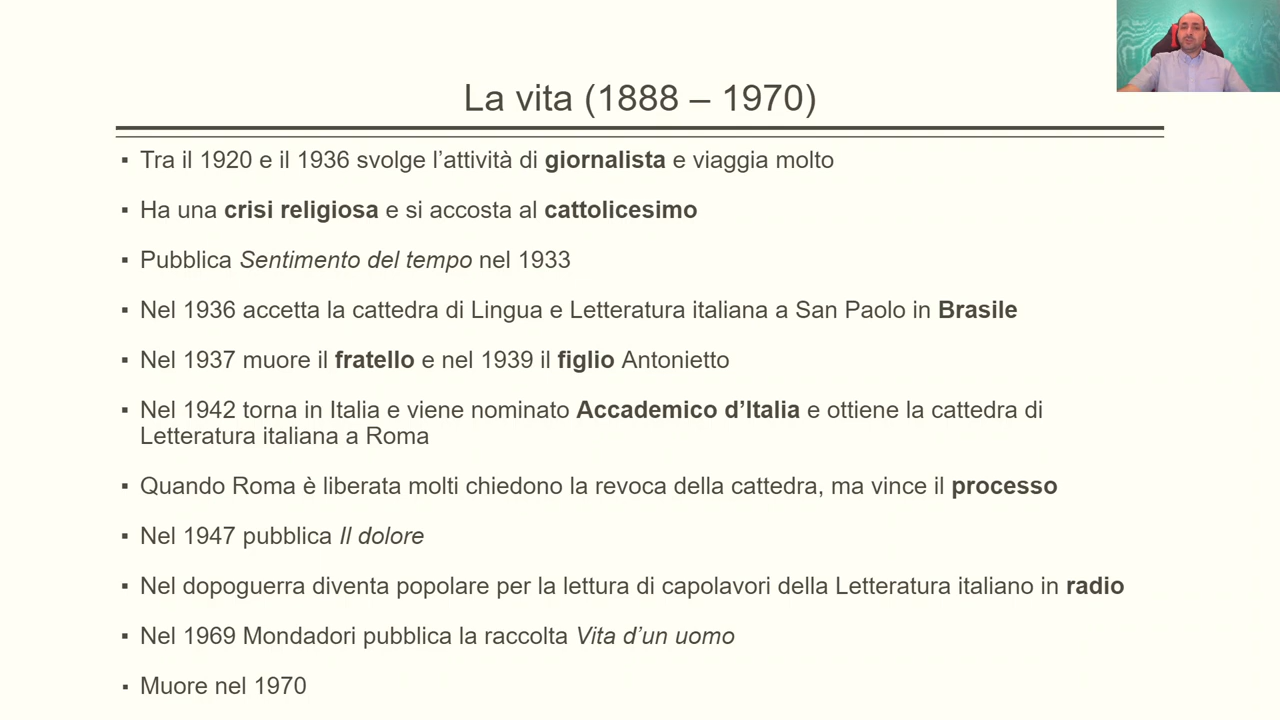 La vita (1888 – 1970)
▪ Tra il 1920 e il 1936 svolge l’attività di giornalista e viaggia molto
▪ Ha una crisi religiosa e si accosta al cattolicesimo
▪ Pubblica Sentimento del tempo nel 1933
▪ Nel 1936 accetta la cattedra di Lingua e Letteratura italiana a San Paolo in Brasile
▪ Nel 1937 muore il fratello e nel 1939 il figlio Antonietto
▪ Nel 1942 torna in Italia e viene nominato Accademico d’Italia e ottiene la cattedra di
Letteratura italiana a Roma
▪ Quando Roma è liberata molti chiedono la revoca della cattedra, ma vince il processo
▪ Nel 1947 pubblica Il dolore
▪ Nel dopoguerra diventa popolare per la lettura di capolavori della Letteratura italiano in radio
▪ Nel 1969 Mondadori pubblica la raccolta Vita d’un uomo
▪ Muore nel 1970